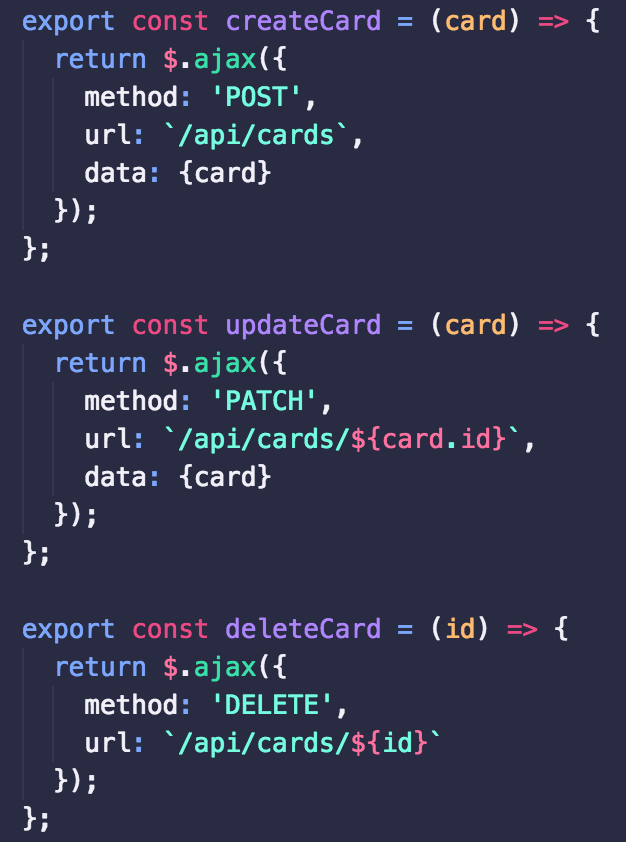 export const createCard = (card) => {
  return $.ajax({
    method: 'POST',
    url: `/api/cards`,
    data: {card}
  });
};

export const updateCard = (card) => {
  return $.ajax({
    method: 'PATCH',
    url: `/api/cards/${card.id}`,
    data: {card}
  });
};

export const deleteCard = (id) => {
  return $.ajax({
    method: 'DELETE',
    url: `/api/cards/${id}`
  });
};